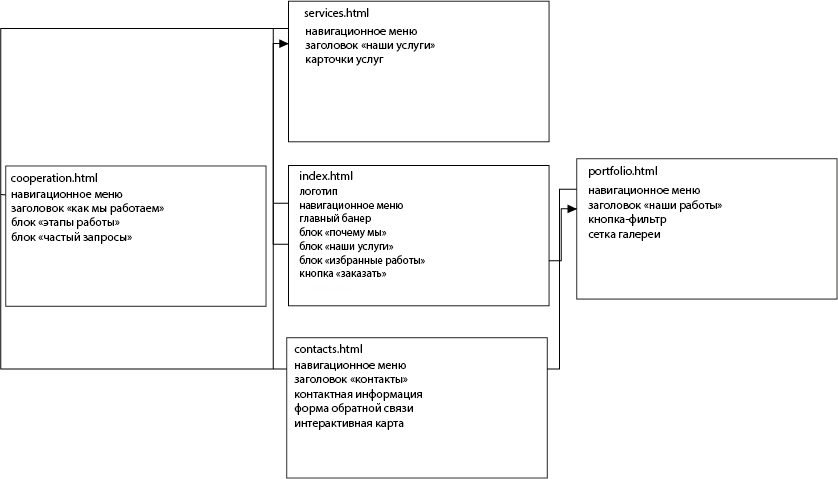 services.html
навигационное меню
заголовок «наши услуги»
карточки услуг
cooperation.html
навигационное меню
заголовок «как мы работаем»
блок «этапы работы»
блок «частый запросы»
index.html
логотип
навигационное меню
главный банер
блок «почему мы»
блок «наши услуги»
блок «избранные работы»
кнопка «заказать»
portfolio.html
навигационное меню
заголовок «наши работы»
кнопка-фильтр
сетка галереи
contacts.html
навигационное меню
заголовок «контакты»
контактная информация
форма обратной связи
интерактивная карта